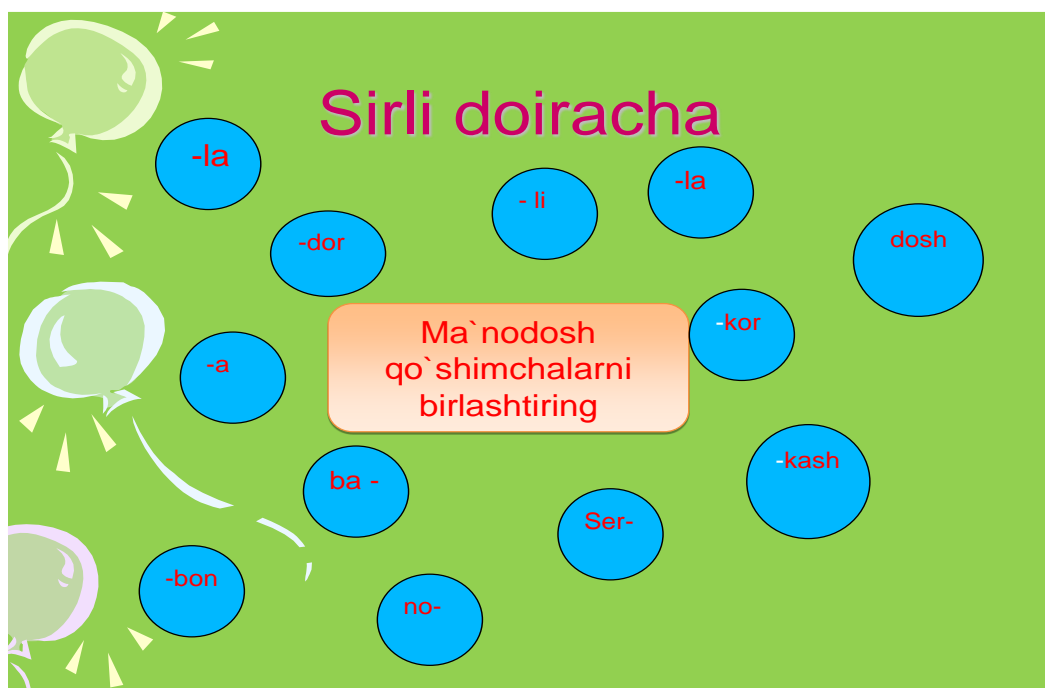 Sirli doiracha
-la
- li
-la
-dor
dosh
-kor
Ma`nodosh
qo`shimchalarni
birlashtiring
-a
-kash
ba -
Ser-
-bon
no-